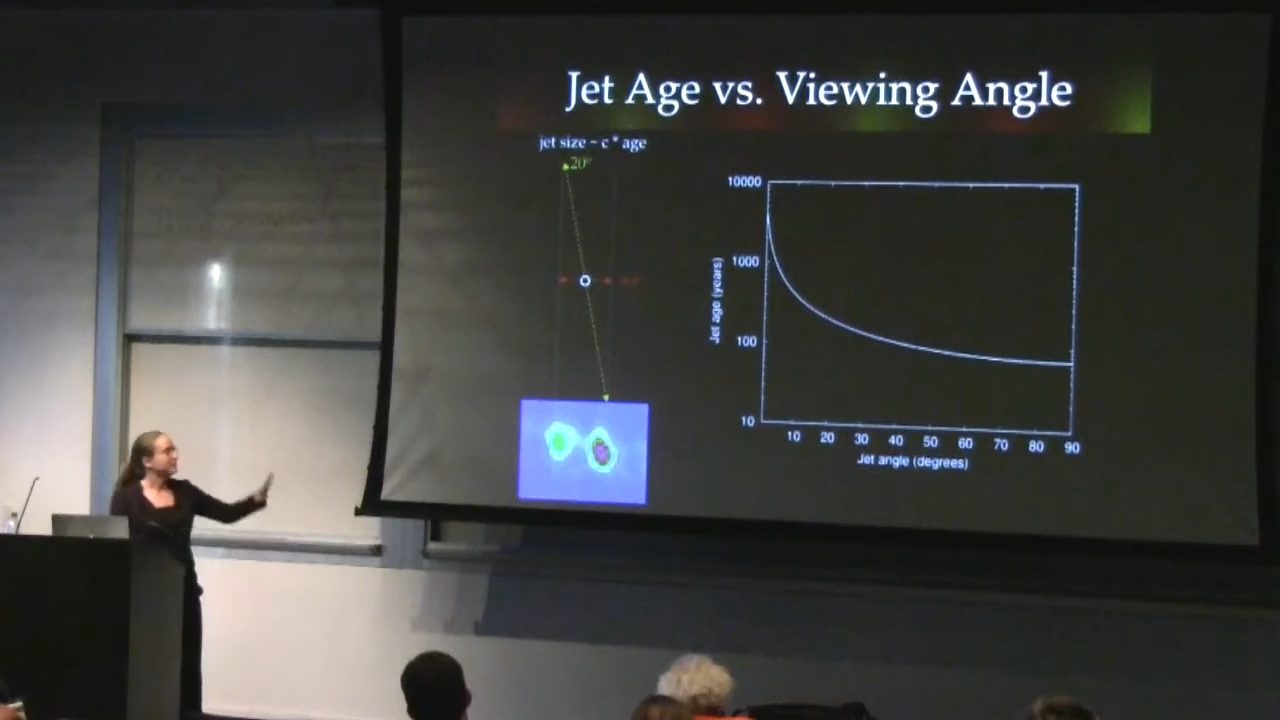 Jet Age vs. Viewing Angle
jet size ~ c * age
20°
10000
1000
100
10
Jet age (years)
10 20 30 40 50 60 70 80 90
Jet angle (degrees)